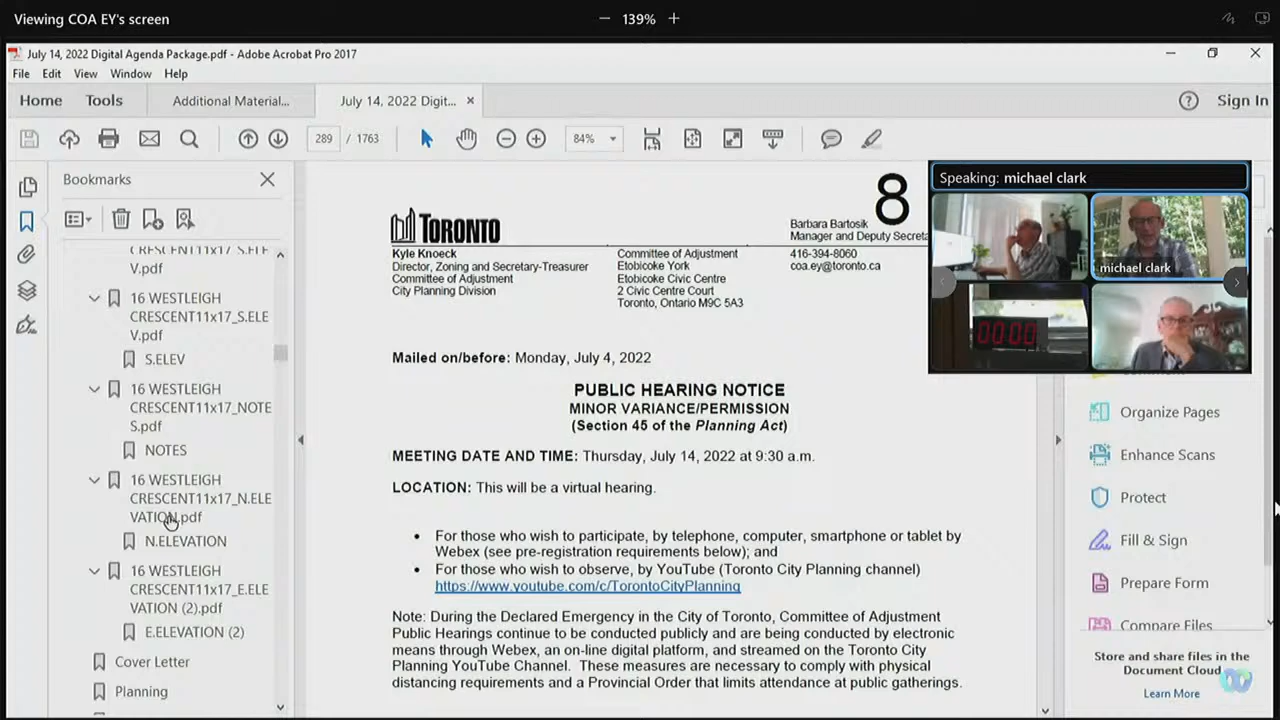 Viewing COA EY's screen
139%
July 14, 2022 Digital Agenda Package.pdf - Adobe Acrobat Pro 2017
File Edit View Window Help
Home Tools Additional Material... July 14, 2022 Digit... Sign In
289 / 1763 84%
Bookmarks
CRESCENT11x17_S.ELE
V.pdf
16 WESTLEIGH
CRESCENT11x17_S.ELE
V.pdf
S.ELEV
16 WESTLEIGH
CRESCENT11x17_NOTE
S.pdf
NOTES
16 WESTLEIGH
CRESCENT11x17_N.ELE
VATION.pdf
N.ELEVATION
16 WESTLEIGH
CRESCENT11x17_E.ELE
VATION (2).pdf
E.ELEVATION (2)
Cover Letter
Planning
8
TORONTO
Kyle Knoeck
Director, Zoning and Secretary-Treasurer
Committee of Adjustment
City Planning Division
Committee of Adjustment
Etobicoke York
Etobicoke Civic Centre
2 Civic Centre Court
Toronto, Ontario M9C 5A3
Barbara Bartosik
Manager and Deputy Secreta
416-394-8060
coa.ey@toronto.ca
Mailed on/before: Monday, July 4, 2022
PUBLIC HEARING NOTICE
MINOR VARIANCE/PERMISSION
(Section 45 of the Planning Act)
MEETING DATE AND TIME: Thursday, July 14, 2022 at 9:30 a.m.
LOCATION: This will be a virtual hearing.
• For those who wish to participate, by telephone, computer, smartphone or tablet by
Webex (see pre-registration requirements below); and
• For those who wish to observe, by YouTube (Toronto City Planning channel)
https://www.youtube.com/c/TorontoCityPlanning
Note: During the Declared Emergency in the City of Toronto, Committee of Adjustment
Public Hearings continue to be conducted publicly and are being conducted by electronic
means through Webex, an on-line digital platform, and streamed on the Toronto City
Planning YouTube Channel. These measures are necessary to comply with physical
distancing requirements and a Provincial Order that limits attendance at public gatherings.
Speaking: michael clark
michael clark
00:00
Organize Pages
Enhance Scans
Protect
Fill & Sign
Prepare Form
Compare Files
Store and share files in the
Document Cloud
Learn More